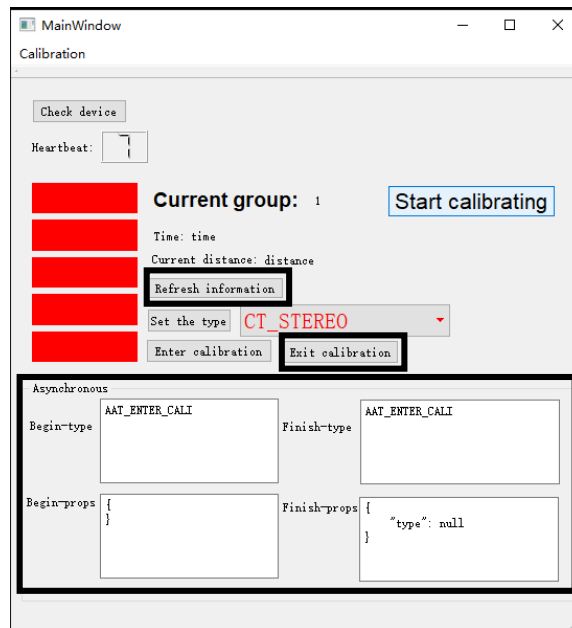 MainWindow
Calibration
Check device
Heartbeat: 7
Current group: 1
Start calibrating
Time: time
Current distance: distance
Refresh information
Set the type CT_STEREO
Enter calibration Exit calibration
Asynchronous
Begin-type AAT_ENTER_CALI Finish-type AAT_ENTER_CALI
Begin-props { Finish-props {
} "type": null
}